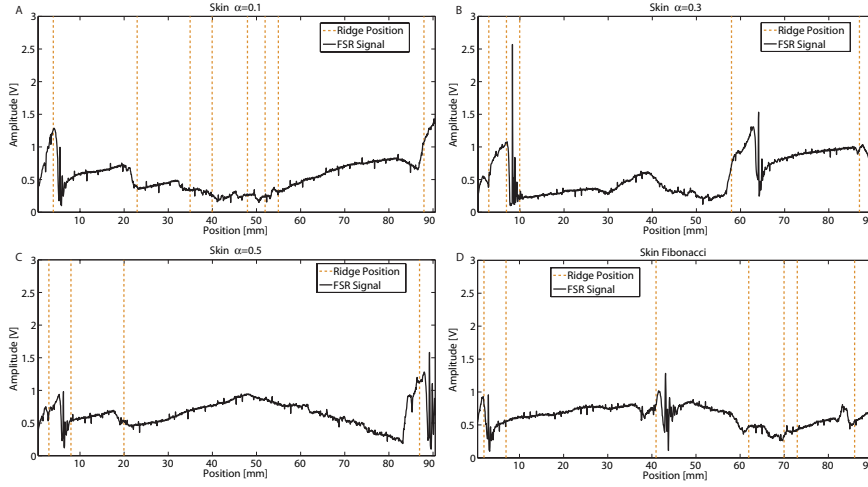 A
Skin α=0.1
3
2.5
2
1.5
1
0.5
0
Amplitude [V]
Ridge Position
FSR Signal
0 10 20 30 40 50 60 70 80 90
Position [mm]
B
Skin α=0.3
3
2.5
2
1.5
1
0.5
0
Amplitude [V]
Ridge Position
FSR Signal
10 20 30 40 50 60 70 80 90
Position [mm]
C
Skin α=0.5
3
2.5
2
1.5
1
0.5
0
Amplitude [V]
Ridge Position
FSR Signal
0 10 20 30 40 50 60 70 80 90
Position [mm]
D
Skin Fibonacci
3
2.5
2
1.5
1
0.5
0
Amplitude [V]
Ridge Position
FSR Signal
10 20 30 40 50 60 70 80 90
Position [mm]